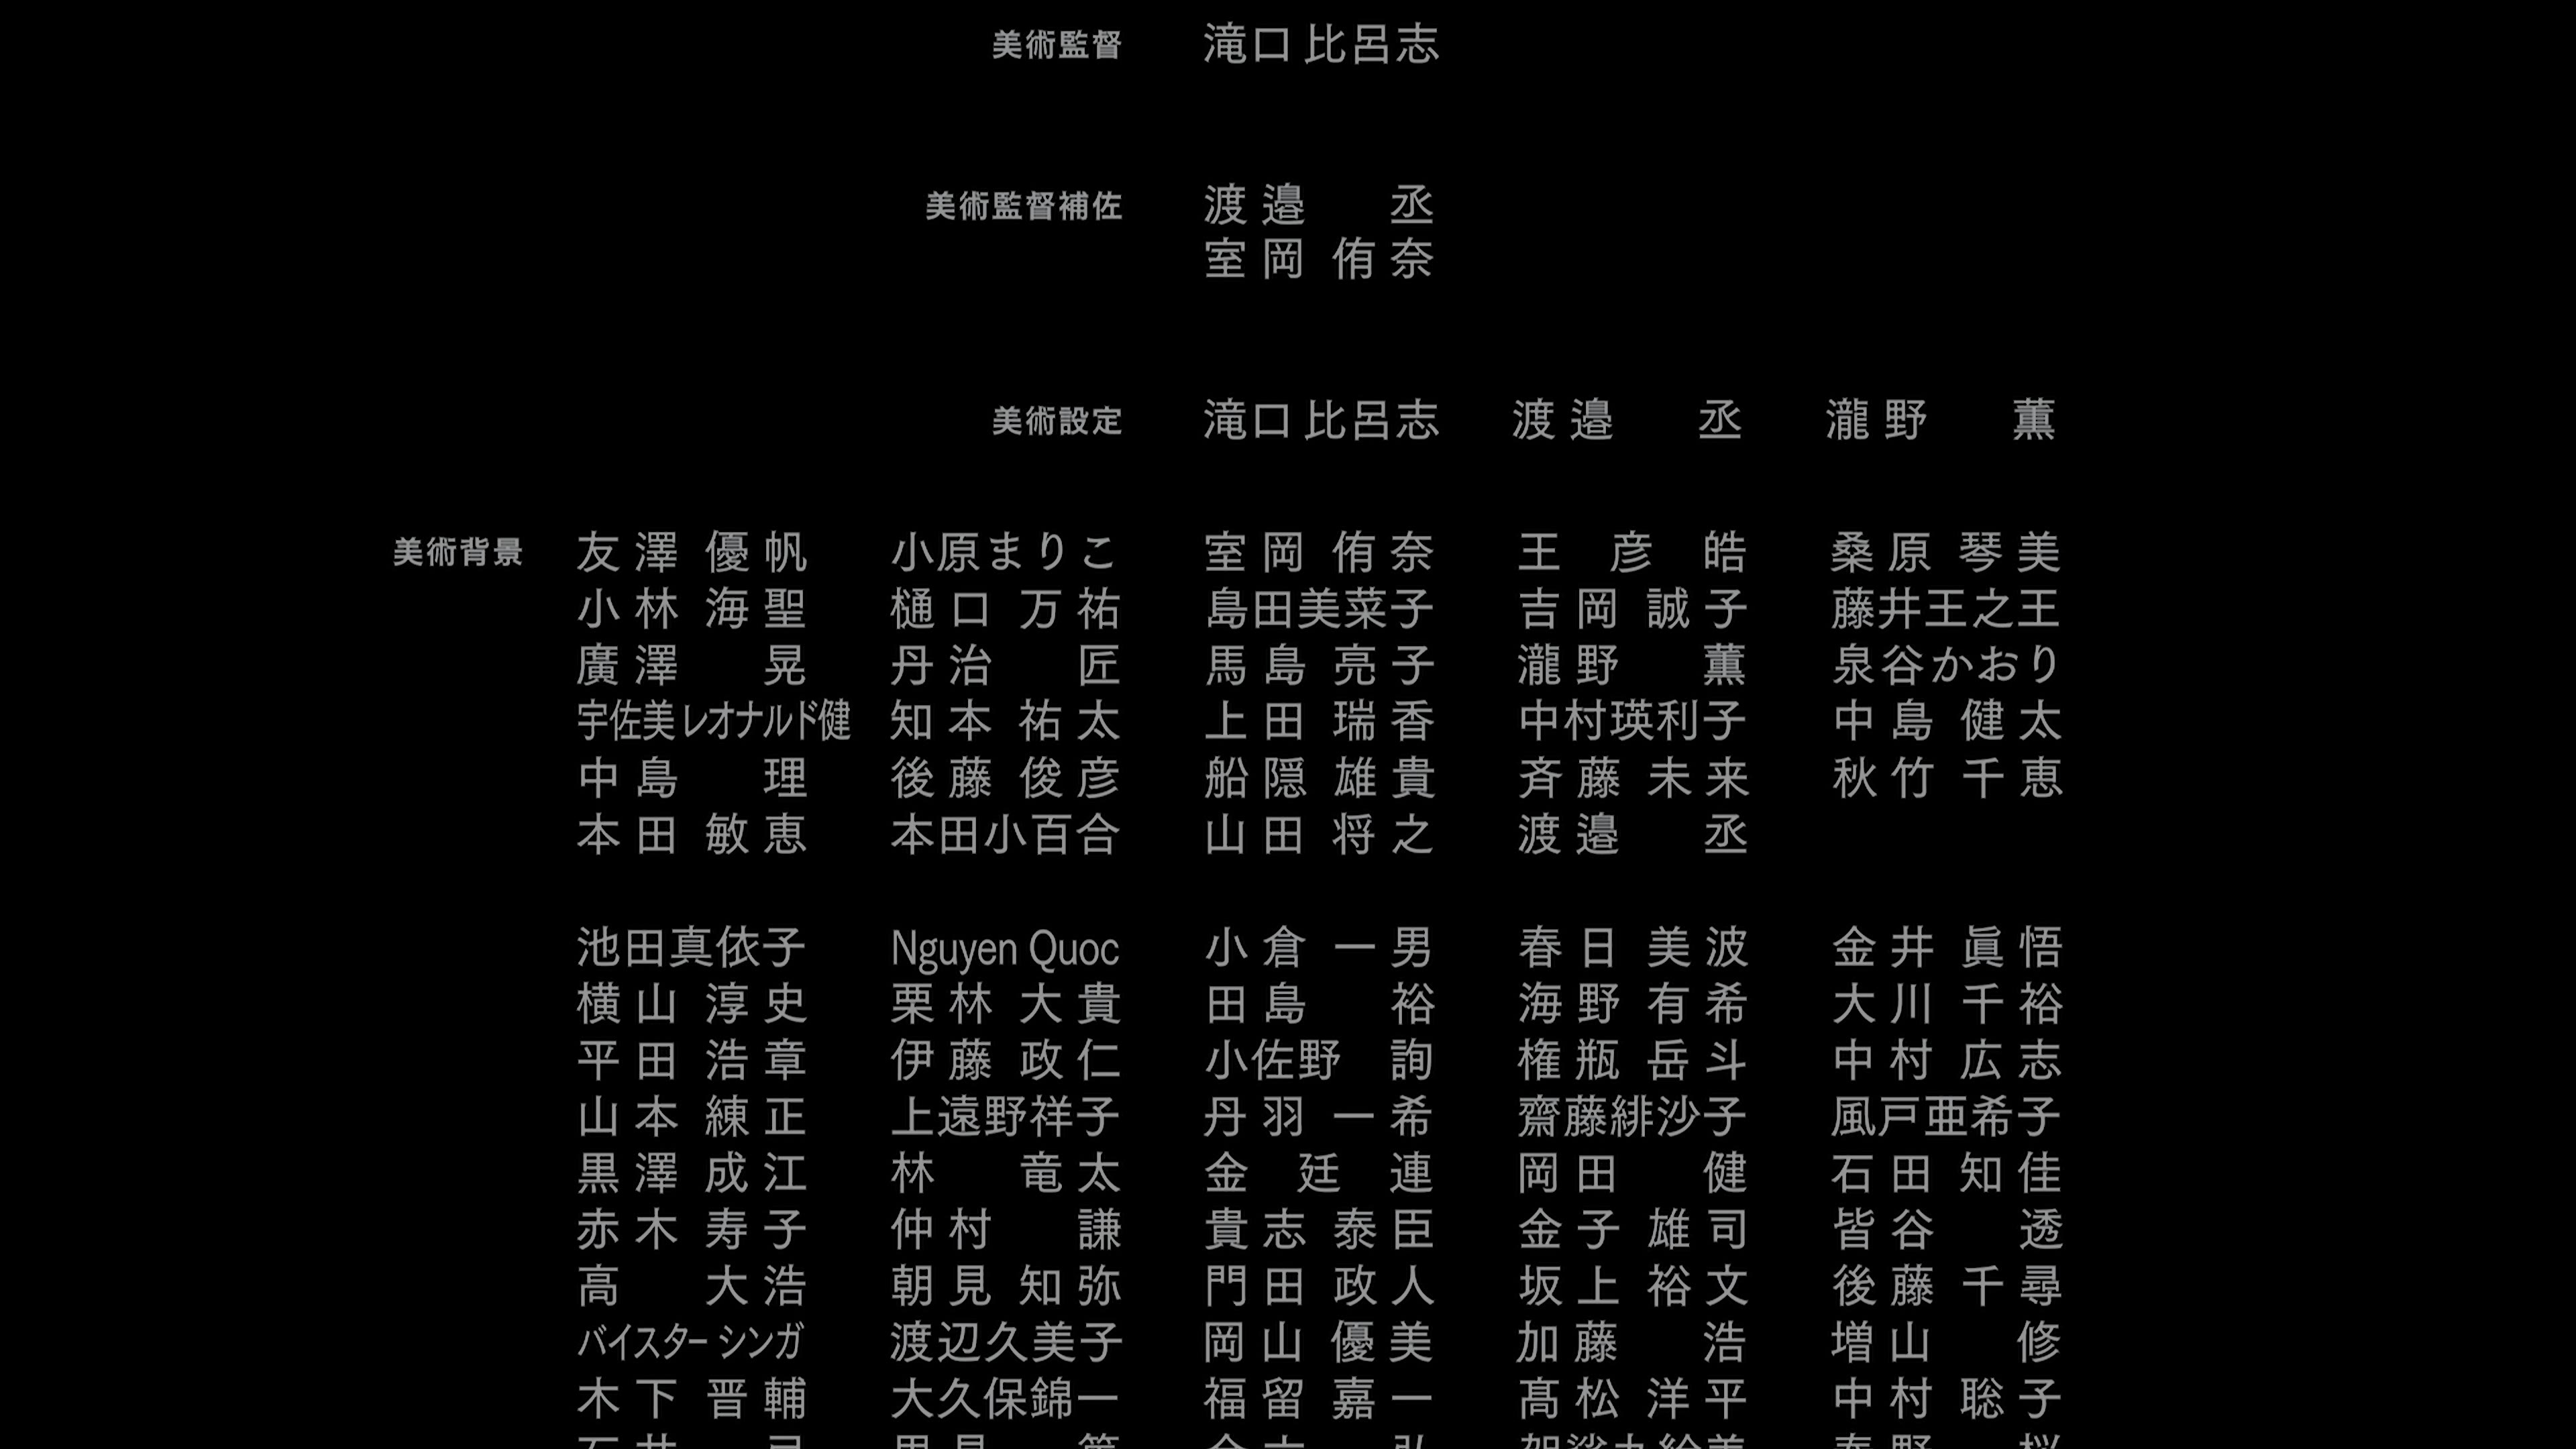 美術監督 滝口 比呂志
美術監督補佐 渡邉 丞
室岡 侑奈
美術設定 滝口 比呂志 渡邉 丞 瀧野 薫
美術背景 友澤 優帆 小原まりこ 室岡 侑奈 王 彦 皓 桑原 琴美
小林 海聖 樋口 万祐 島田美菜子 吉岡 誠子 藤井王之王
廣澤 晃 丹治 匠 馬島 亮子 瀧野 薫 泉谷かおり
宇佐美 レオナルド健 知本 祐太 上田 瑞香 中村瑛利子 中島 健太
中島 理 後藤 俊彦 船隠 雄貴 斉藤 未来 秋竹 千恵
本田 敏恵 本田小百合 山田 将之 渡邉 丞
池田真依子 Nguyen Quoc 小倉 一男 春日 美波 金井 眞悟
横山 淳史 栗林 大貴 田島 裕 海野 有希 大川 千裕
平田 浩章 伊藤 政仁 小佐野 詢 権瓶 岳斗 中村 広志
山本 練正 上遠野祥子 丹羽 一希 齋藤緋沙子 風戸亜希子
黒澤 成江 林 竜太 金 廷 連 岡田 健 石田 知佳
赤木 寿子 仲村 謙 貴志 泰臣 金子 雄司 皆谷 透
高 大浩 朝見 知弥 門田 政人 坂上 裕文 後藤 千尋
バイスター シンガ 渡辺久美子 岡山 優美 加藤 浩 増山 修
木下 晋輔 大久保錦一 福留 嘉一 髙松 洋平 中村 聡子